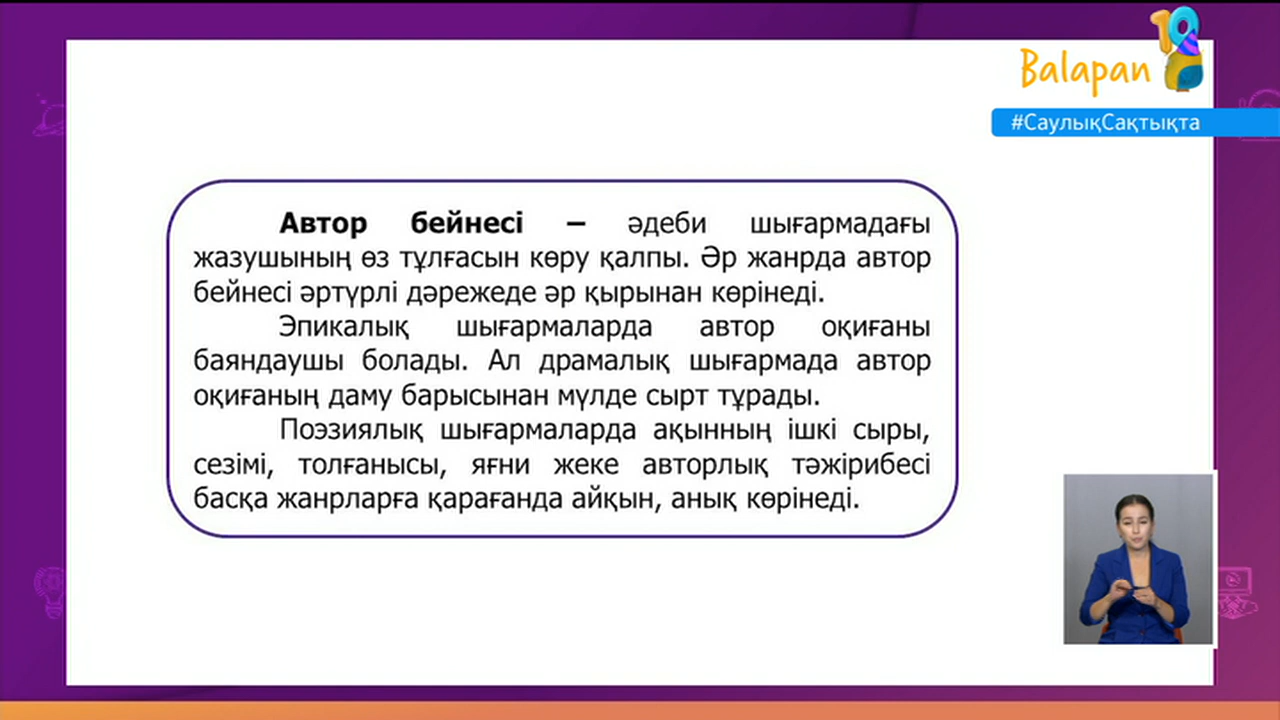 10
Balapan
#СаулықСақтықта
Автор бейнесі – әдеби шығармадағы
жазушының өз тұлғасын көру қалпы. Әр жанрда автор
бейнесі әртүрлі дәрежеде әр қырынан көрінеді.
Эпикалық шығармаларда автор оқиғаны
баяндаушы болады. Ал драмалық шығармада автор
оқиғаның даму барысынан мүлде сырт тұрады.
Поэзиялық шығармаларда ақынның ішкі сыры,
сезімі, толғанысы, яғни жеке авторлық тәжірибесі
басқа жанрларға қарағанда айқын, анық көрінеді.